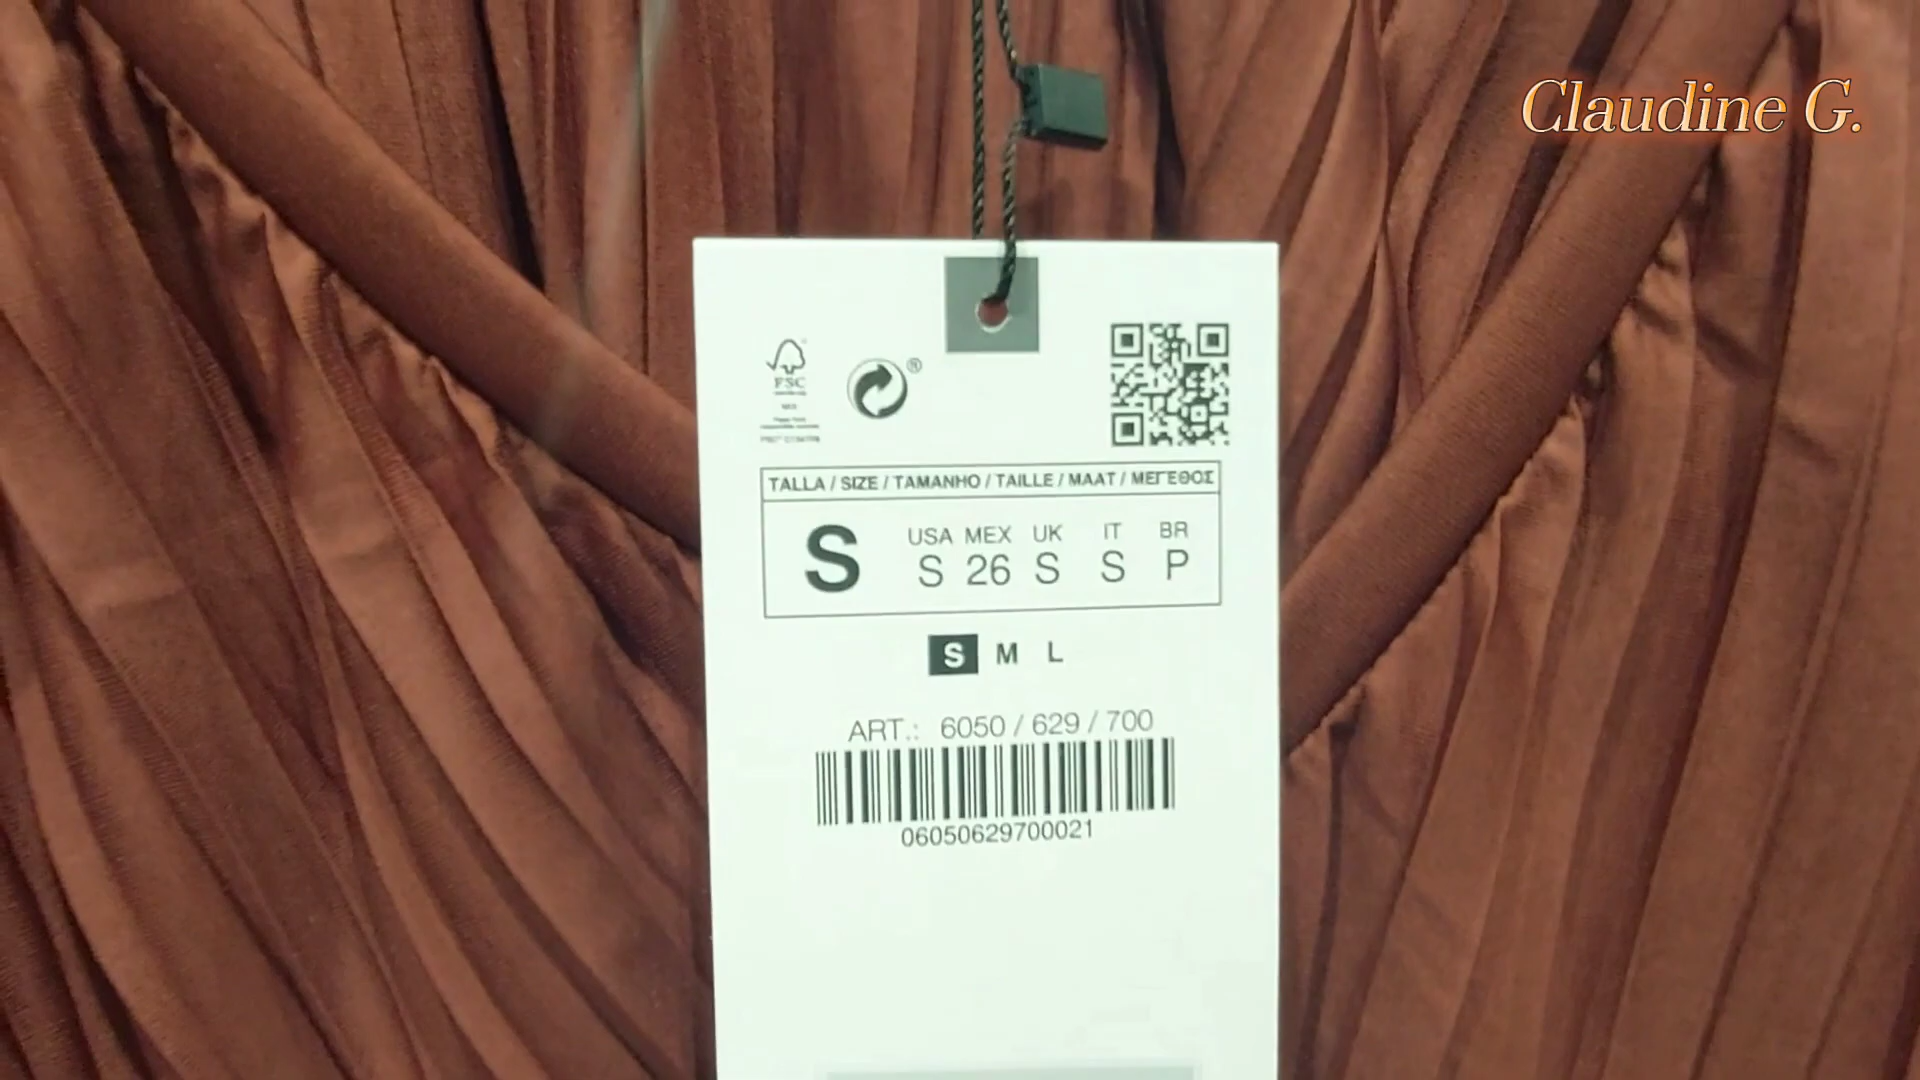 Claudine G.
FSC
®
TALLA / SIZE / TAMANHO / TAILLE / MAAT / ΜΕΓΕΘΟΣ
S
USA MEX UK IT BR
S 26 S S P
S M L
ART.: 6050 / 629 / 700
06050629700021